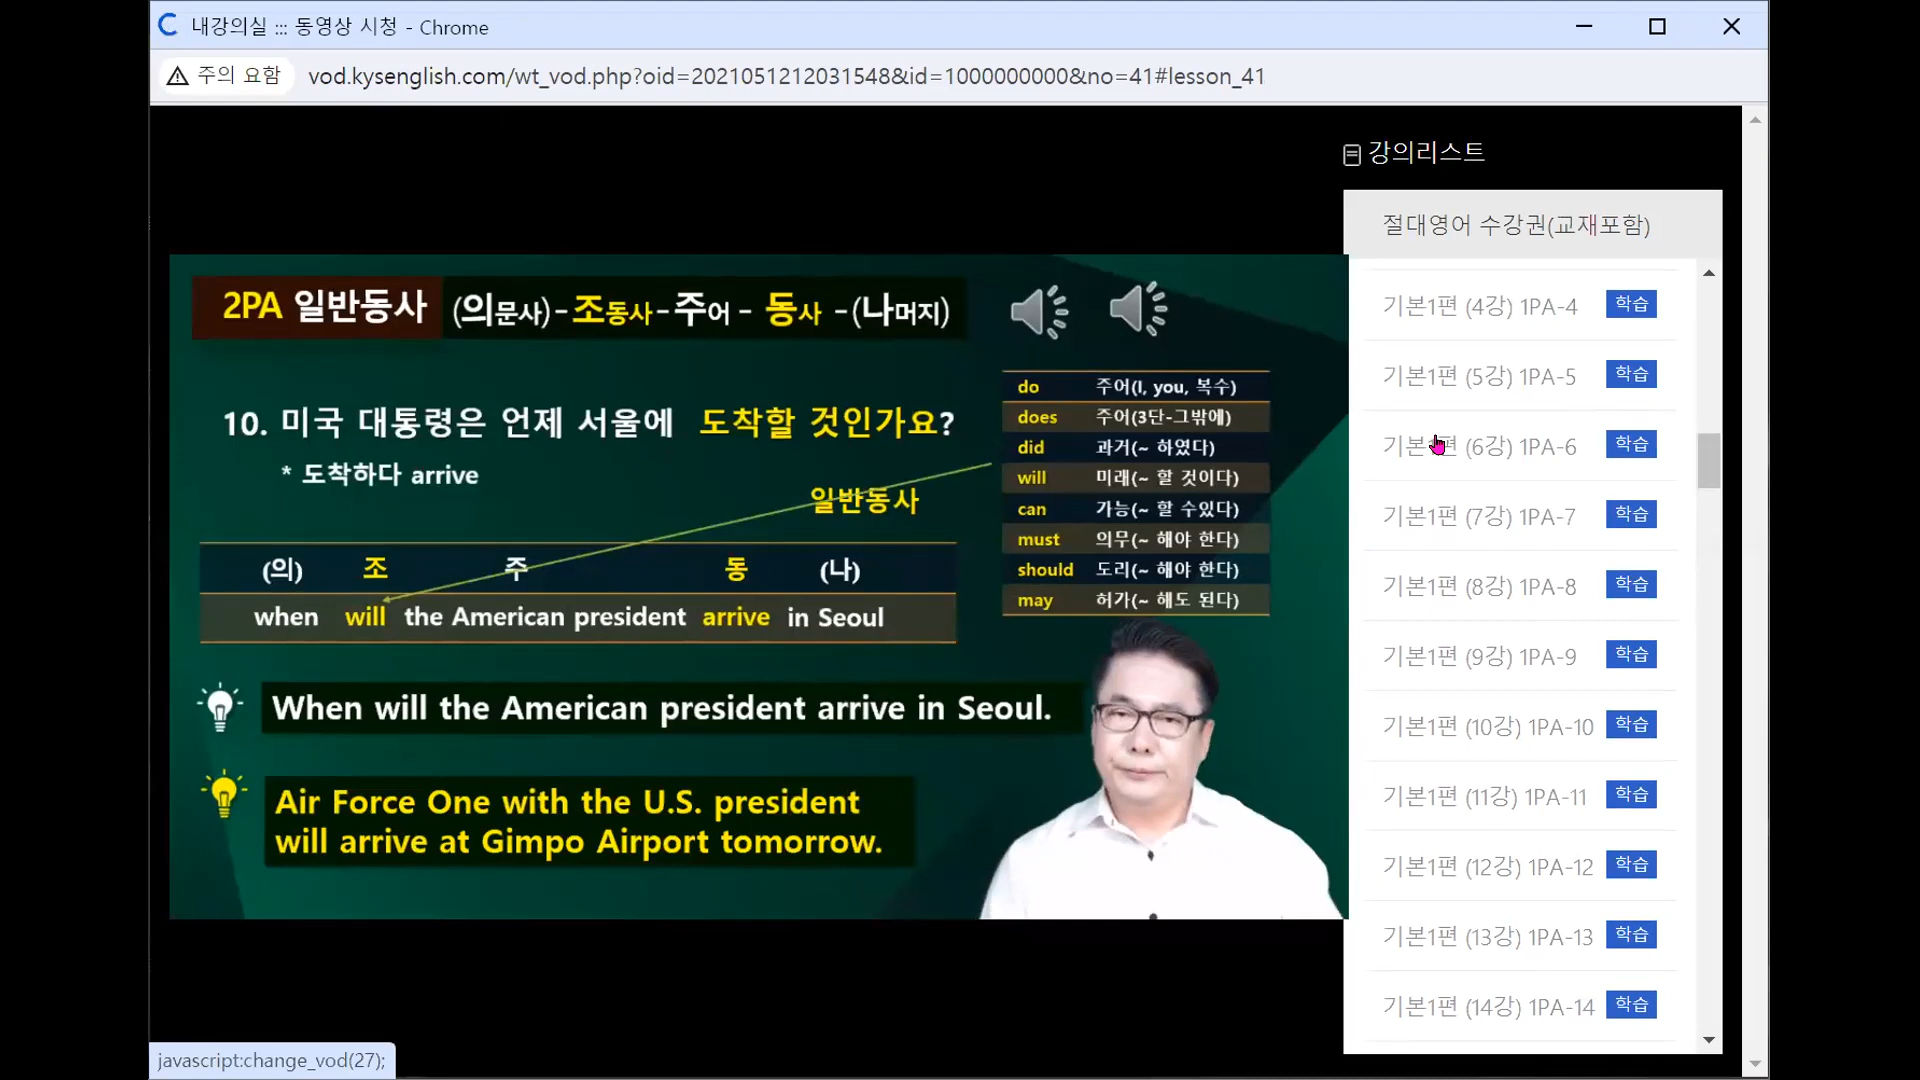 내강의실 ::: 동영상 시청 - Chrome
주의 요함 vod.kysenglish.com/wt_vod.php?oid=2021051212031548&id=1000000000&no=41#lesson_41
2PA 일반동사 (의문사)-조동사-주어 - 동사 -(나머지)
10. 미국 대통령은 언제 서울에 도착할 것인가요?
* 도착하다 arrive
일반동사
(의) 조 주 동 (나)
when will the American president arrive in Seoul
do 주어(I, you, 복수)
does 주어(3단-그밖에)
did 과거(~ 하였다)
will 미래(~ 할 것이다)
can 가능(~ 할 수있다)
must 의무(~ 해야 한다)
should 도리(~ 해야 한다)
may 허가(~ 해도 된다)
When will the American president arrive in Seoul.
Air Force One with the U.S. president
will arrive at Gimpo Airport tomorrow.
강의리스트
절대영어 수강권(교재포함)
기본1편 (4강) 1PA-4 학습
기본1편 (5강) 1PA-5 학습
기본1편 (6강) 1PA-6 학습
기본1편 (7강) 1PA-7 학습
기본1편 (8강) 1PA-8 학습
기본1편 (9강) 1PA-9 학습
기본1편 (10강) 1PA-10 학습
기본1편 (11강) 1PA-11 학습
기본1편 (12강) 1PA-12 학습
기본1편 (13강) 1PA-13 학습
기본1편 (14강) 1PA-14 학습
javascript:change_vod(27);